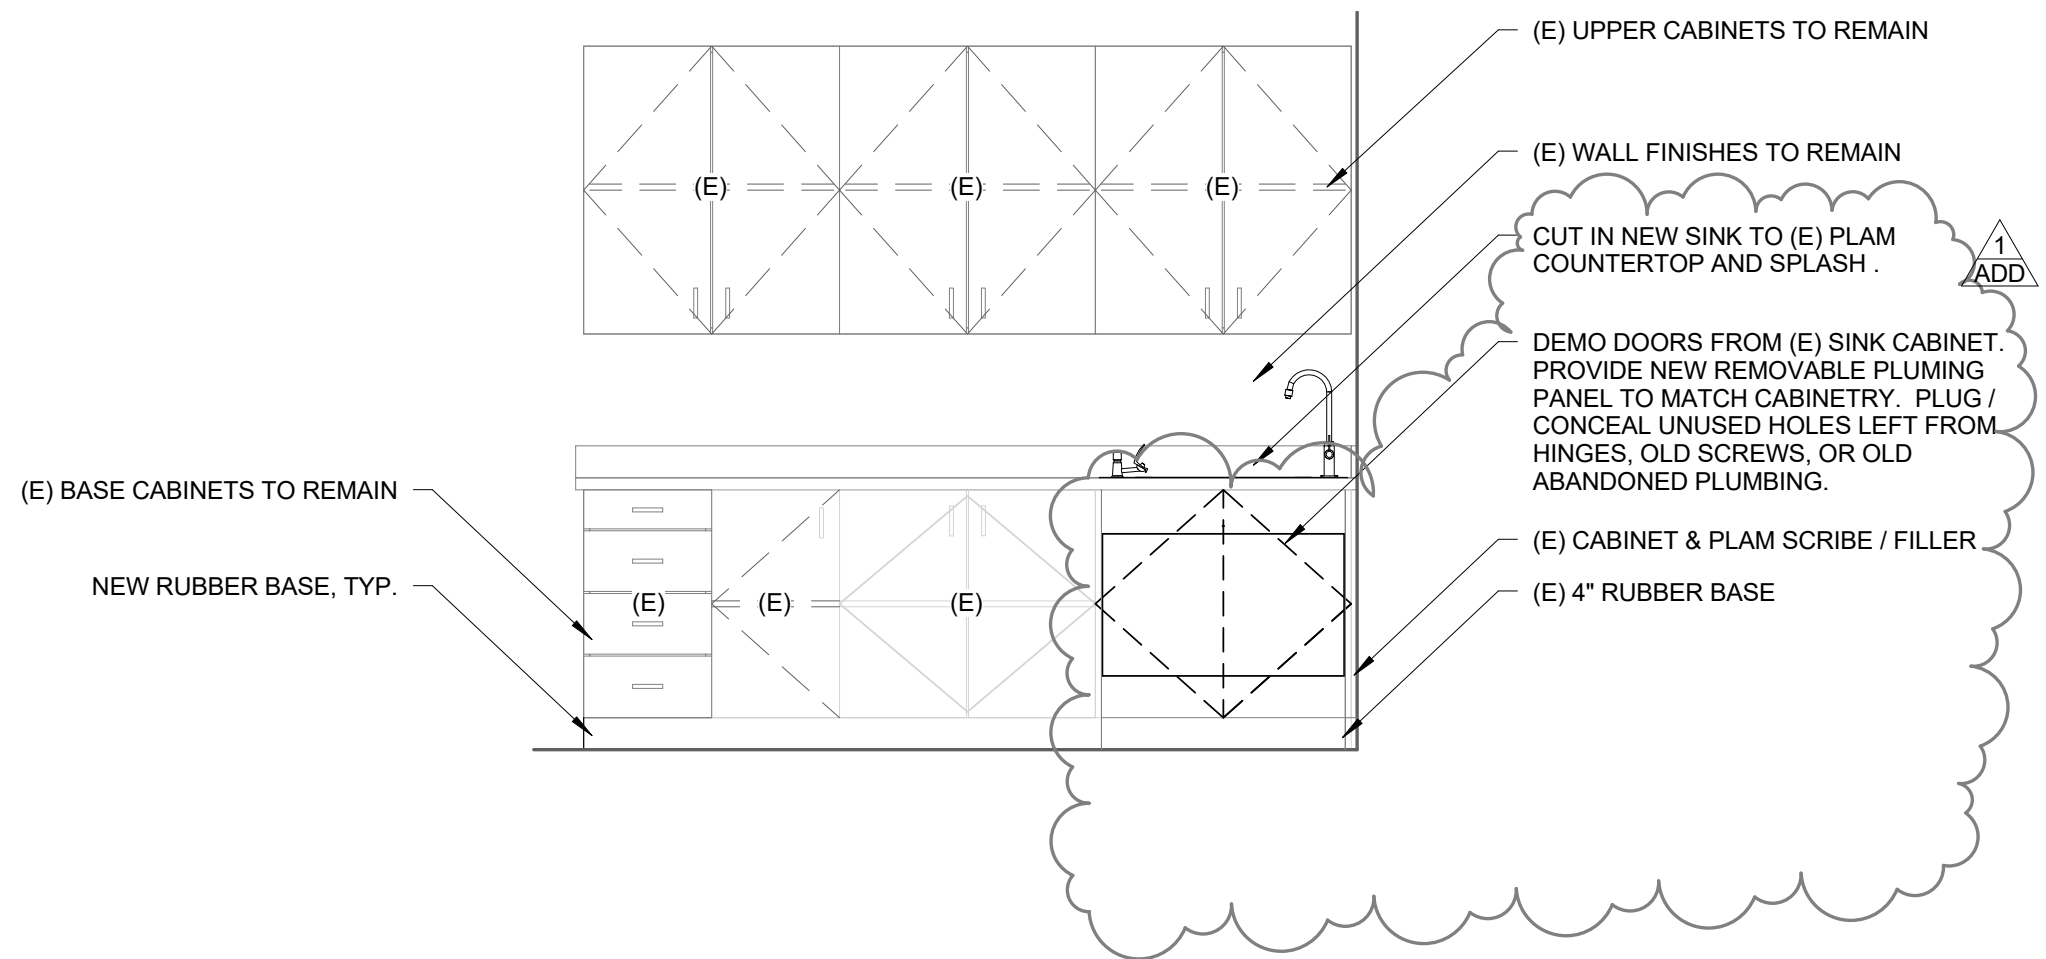 (E) UPPER CABINETS TO REMAIN
(E) WALL FINISHES TO REMAIN
(E)
(E)
(E)
CUT IN NEW SINK TO (E) PLAM
COUNTERTOP AND SPLASH .
1
ADD
DEMO DOORS FROM (E) SINK CABINET.
PROVIDE NEW REMOVABLE PLUMING
PANEL TO MATCH CABINETRY.  PLUG /
CONCEAL UNUSED HOLES LEFT FROM
HINGES, OLD SCREWS, OR OLD
ABANDONED PLUMBING.
(E) BASE CABINETS TO REMAIN
(E) CABINET & PLAM SCRIBE / FILLER
NEW RUBBER BASE, TYP.
(E) 4" RUBBER BASE
(E)
(E)
(E)